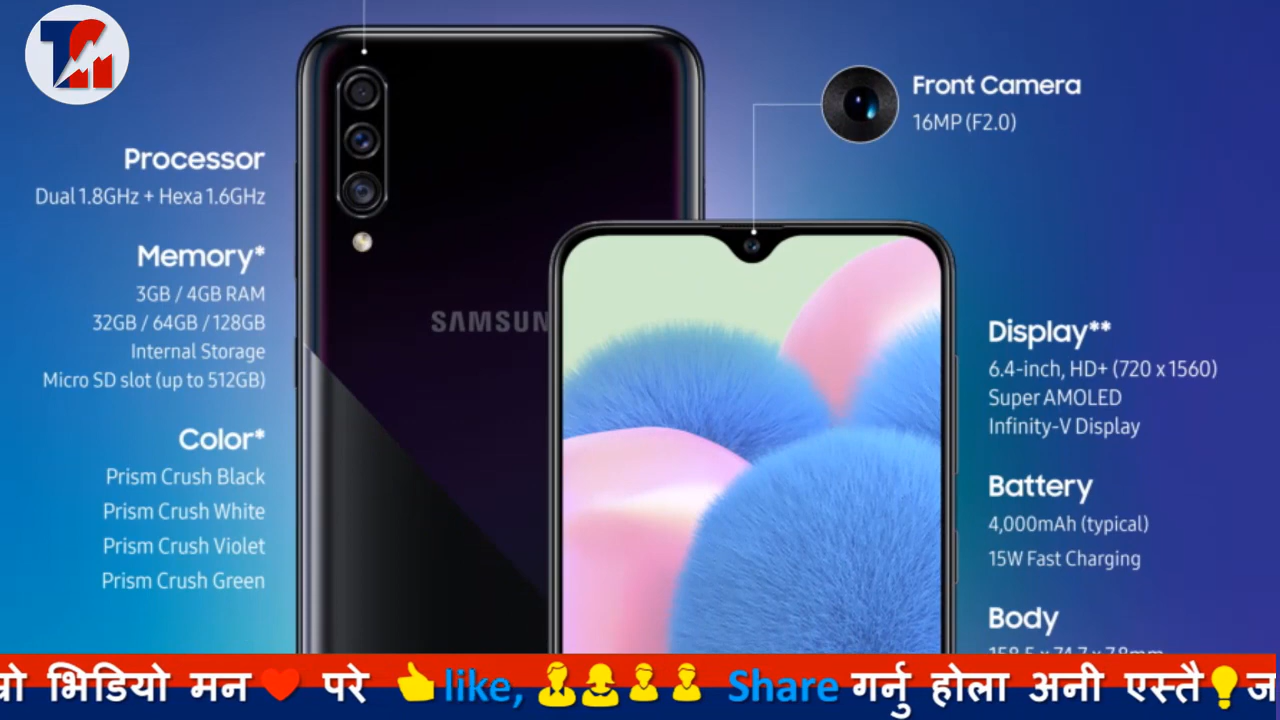 Processor
Dual 1.8GHz + Hexa 1.6GHz
Memory*
3GB / 4GB RAM
32GB / 64GB / 128GB
Internal Storage
Micro SD slot (up to 512GB)
Color*
Prism Crush Black
Prism Crush White
Prism Crush Violet
Prism Crush Green
SAMSUN
Front Camera
16MP (F2.0)
Display**
6.4-inch, HD+ (720 x 1560)
Super AMOLED
Infinity-V Display
Battery
4,000mAh (typical)
15W Fast Charging
Body
भिडियो मन परे like, Share गर्नु होला अनी एस्तै